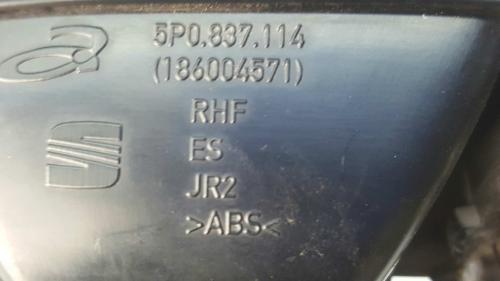 5P0.837.114
(186004571)
RHF
ES
JR2
>ABS<